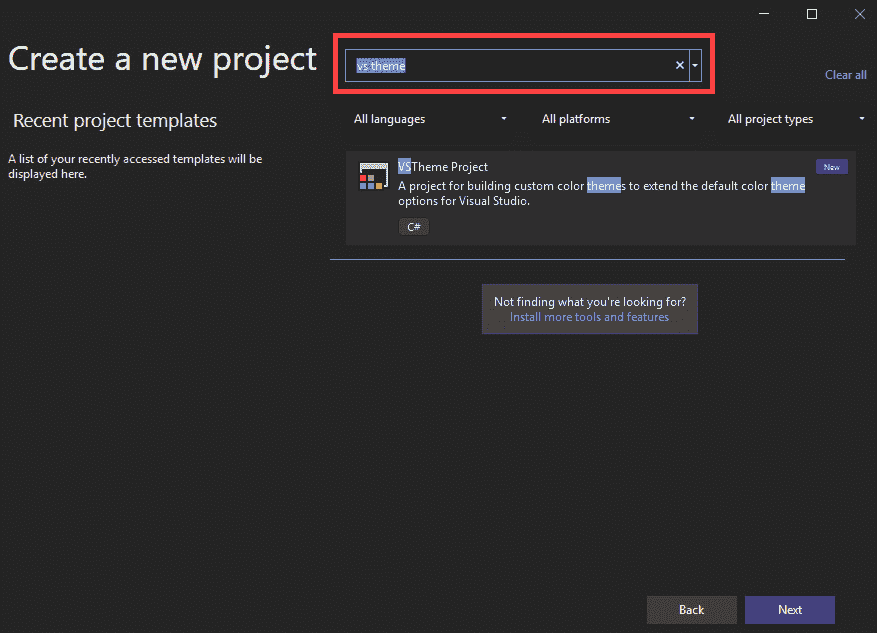 Create a new project
vs theme
Clear all
Recent project templates
A list of your recently accessed templates will be
displayed here.
All languages
All platforms
All project types
VSTheme Project
New
A project for building custom color themes to extend the default color theme
options for Visual Studio.
C#
Not finding what you're looking for?
Install more tools and features
Back
Next